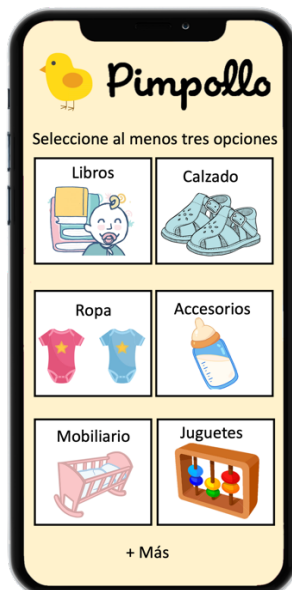 Pimpollo
Seleccione al menos tres opciones
Libros
Calzado
Ropa
Accesorios
Mobiliario
Juguetes
+ Más